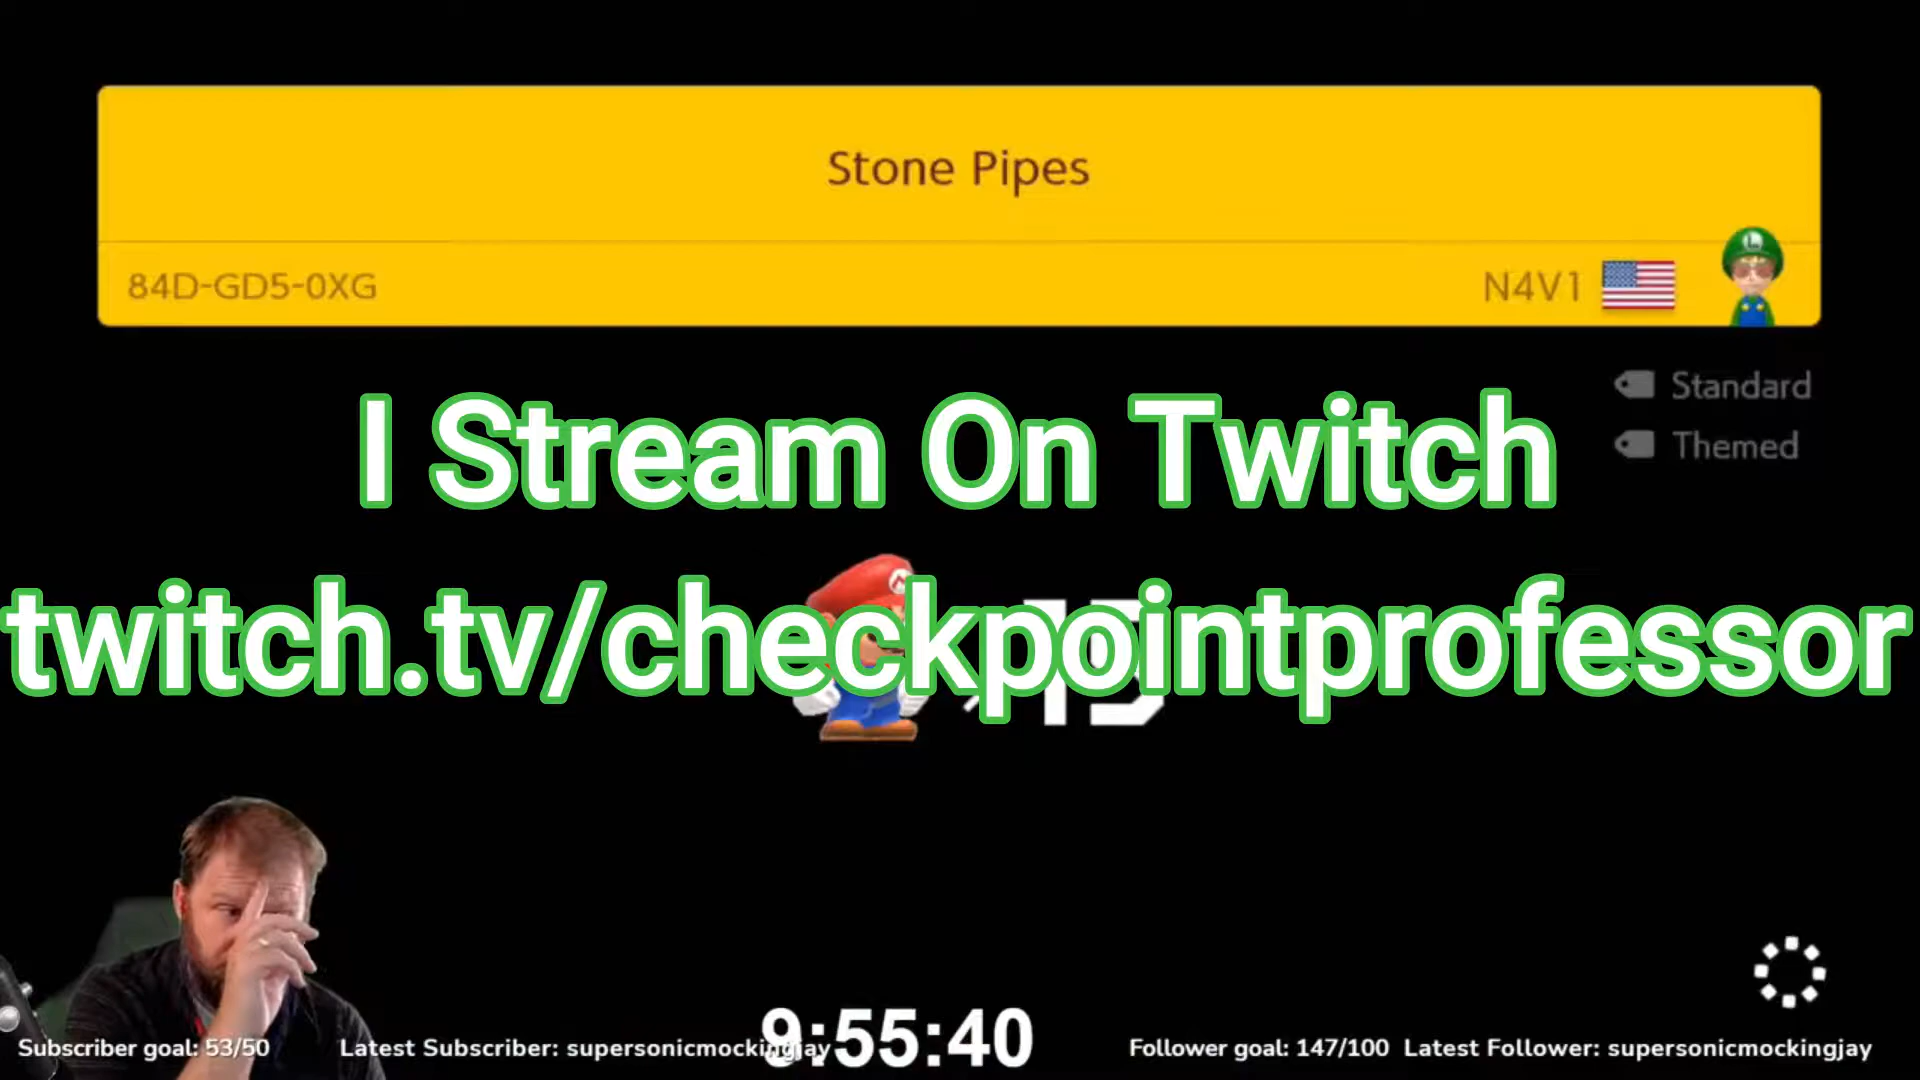 Stone Pipes
84D-GD5-0XG
N4V1
Standard
Themed
I Stream On Twitch
twitch.tv/checkpointprofessor
9:55:40
Subscriber goal: 53/50
Latest Subscriber: supersonicmockingjay
Follower goal: 147/100
Latest Follower: supersonicmockingjay